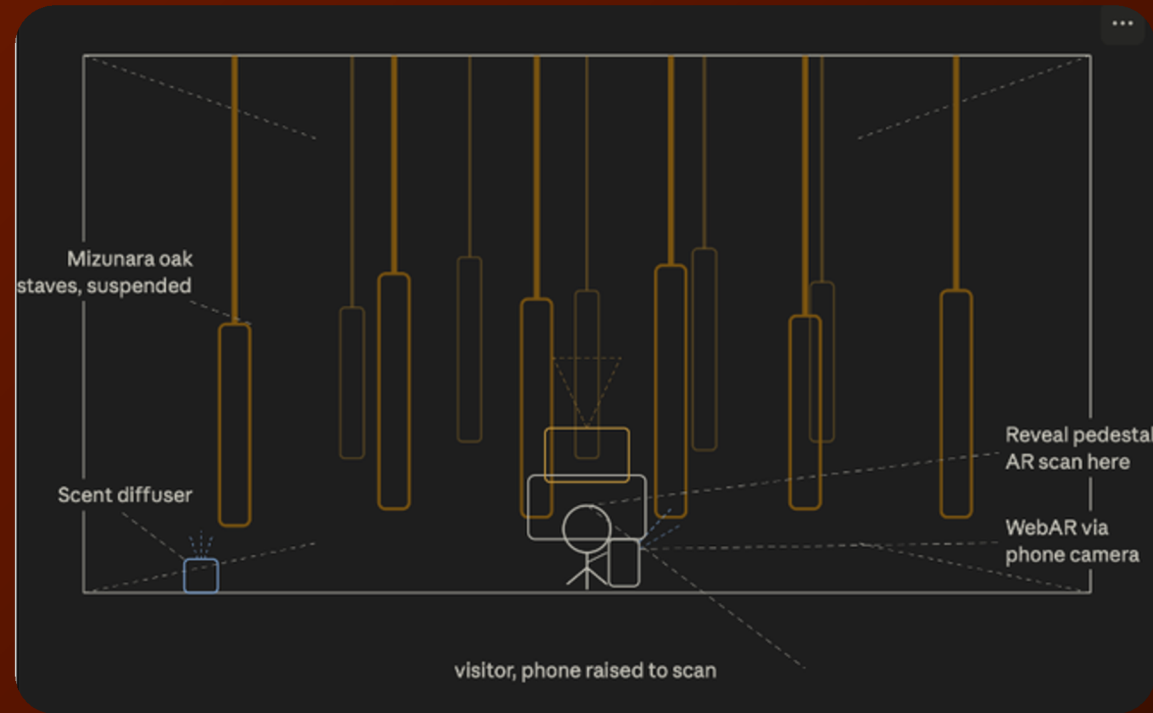 Mizunara oak
staves, suspended
Scent diffuser
Reveal pedestal
AR scan here
WebAR via
phone camera
visitor, phone raised to scan